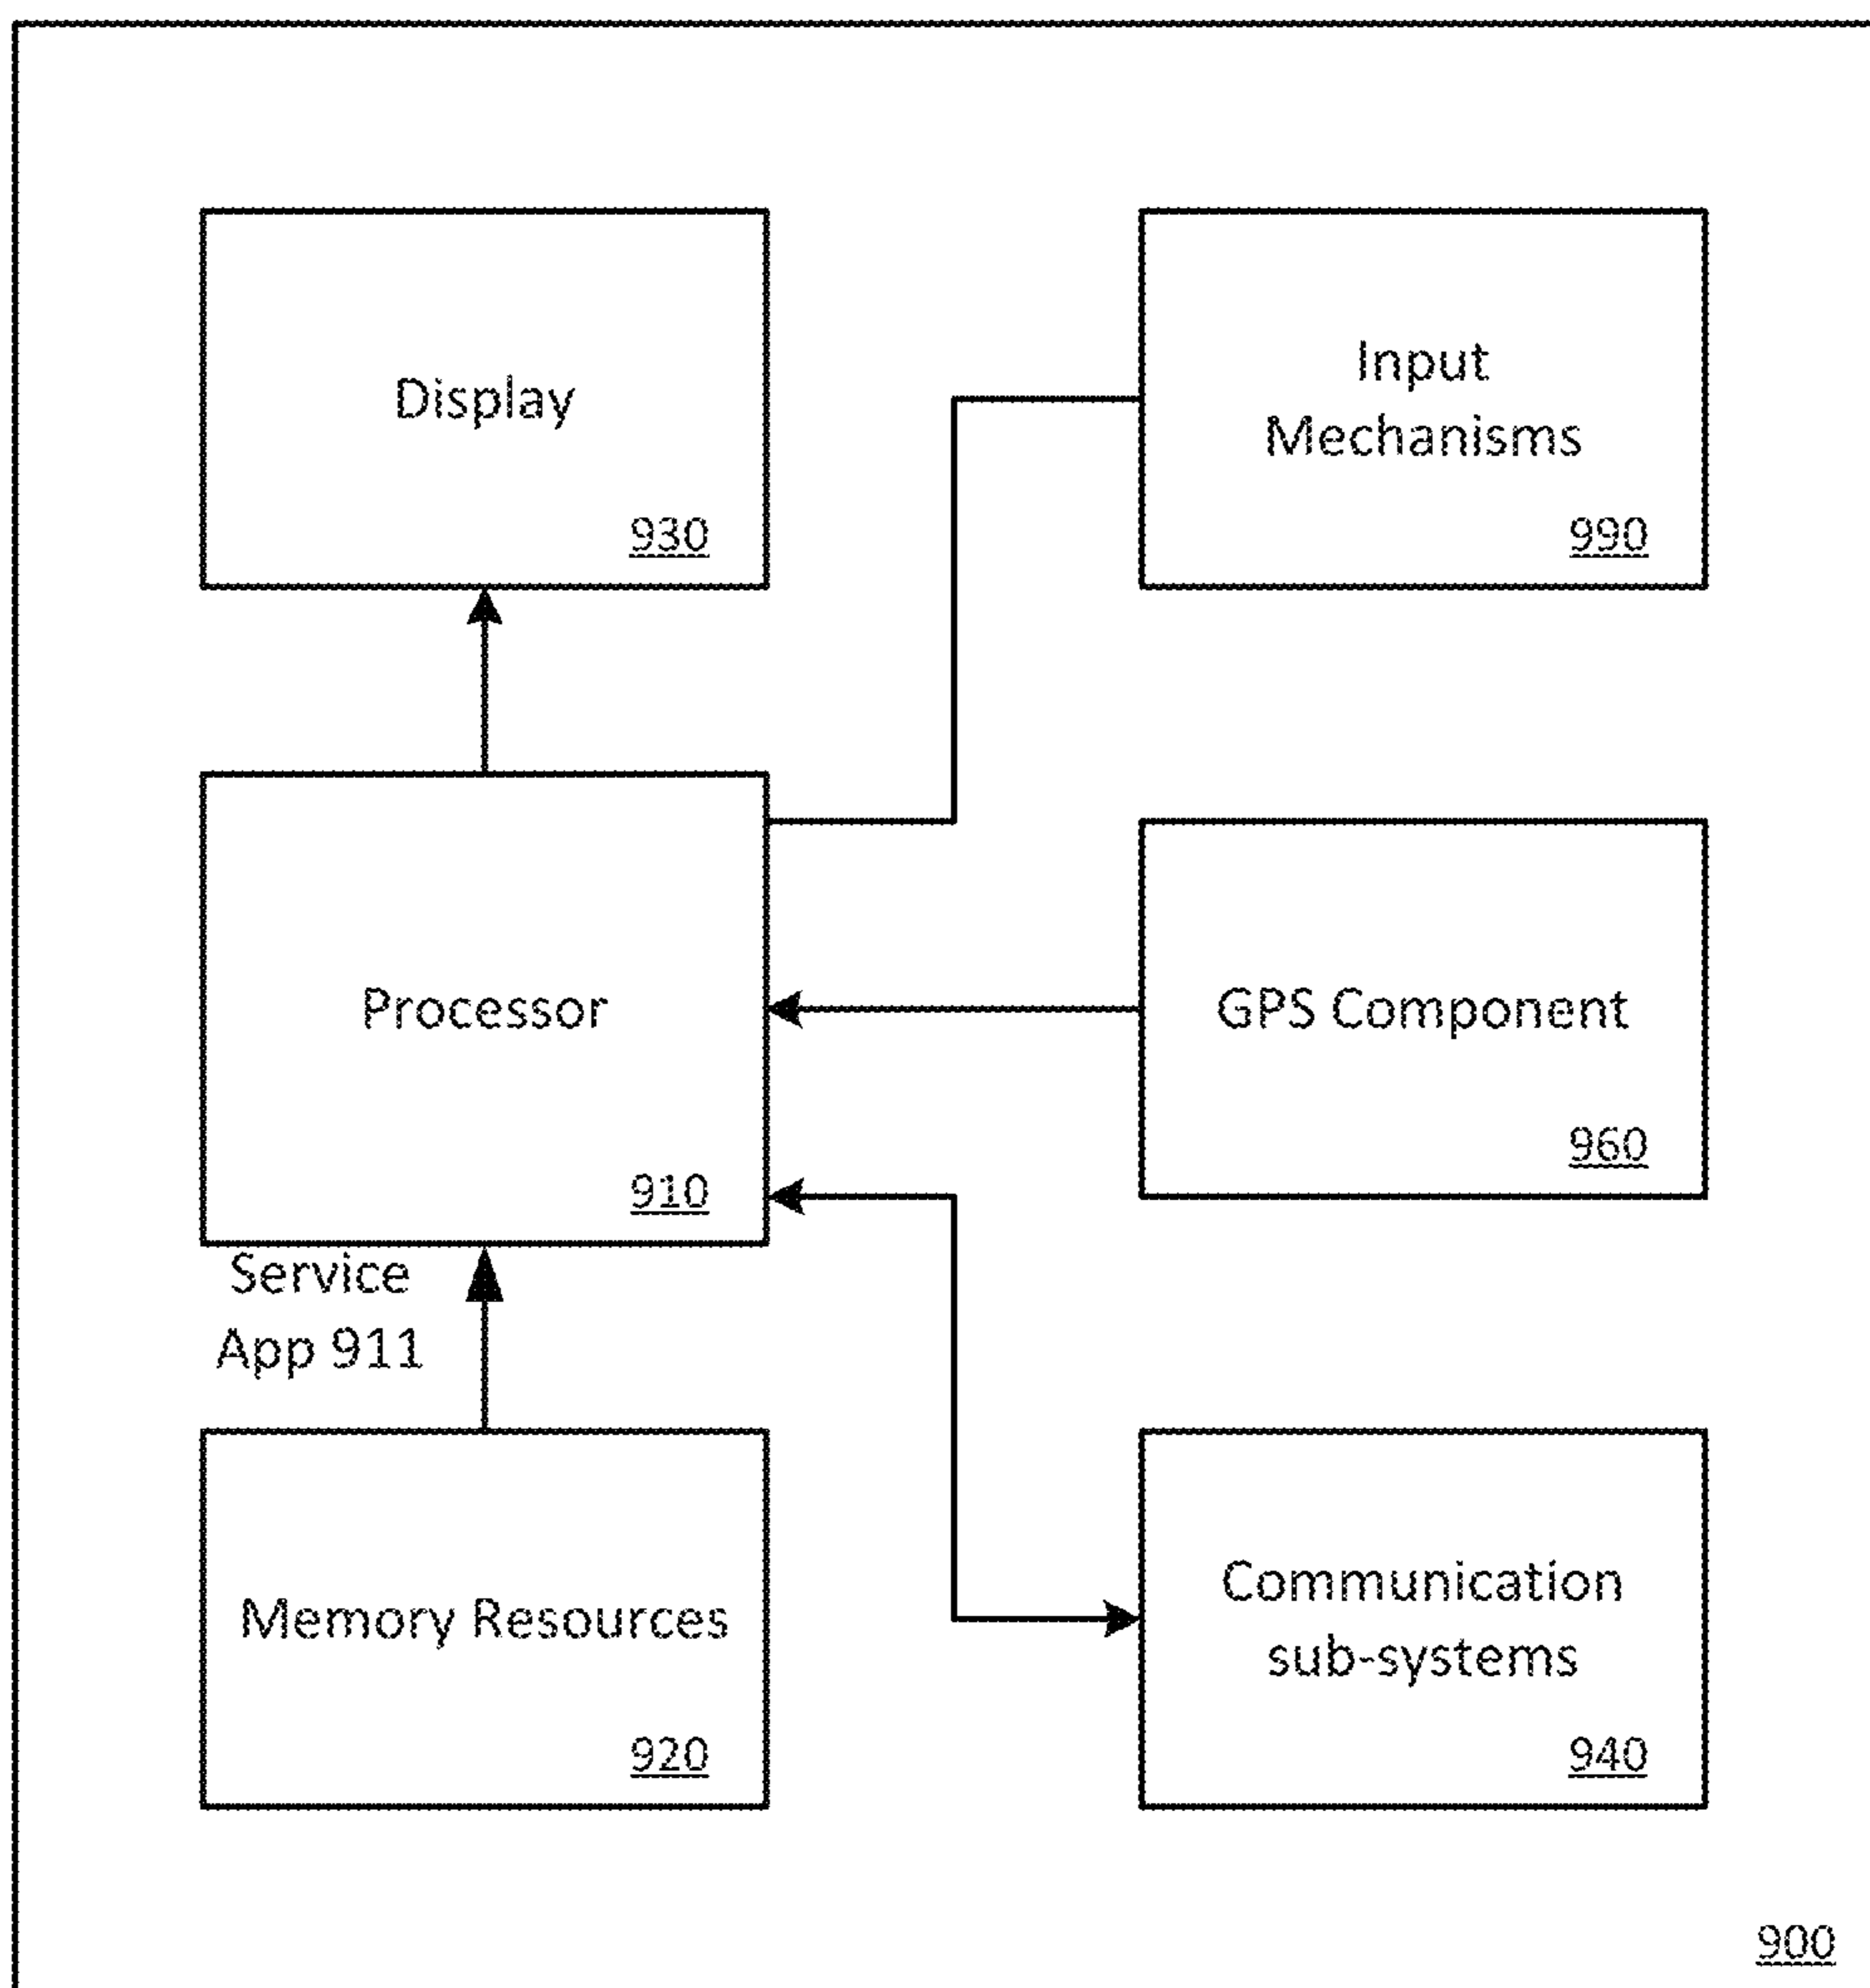 Display
930
Input
Mechanisms
990
Processor
910
GPS Component
960
Service
App 911
Memory Resources
920
Communication
sub-systems
940
900